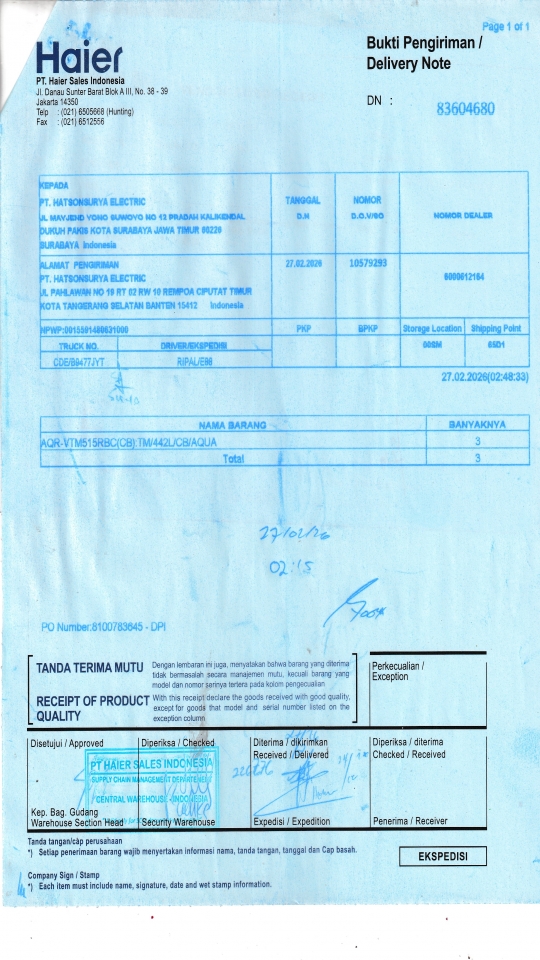 Page 1 of 1
Haier
PT. Haier Sales Indonesia
Jl. Danau Sunter Barat Blok A III, No. 38 - 39
Jakarta 14350
Telp : (021) 6505668 (Hunting)
Fax : (021) 6512556
Bukti Pengiriman /
Delivery Note
DN : 83604680
KEPADA
PT. HATSONSURYA ELECTRIC
JL MAYJEND YONO SUWOYO NO 12 PRADAH KALIKENDAL
DUKUH PAKIS KOTA SURABAYA JAWA TIMUR 60226
SURABAYA Indonesia
TANGGAL
D.N
NOMOR
D.O./SO
NOMOR DEALER
ALAMAT PENGIRIMAN
PT. HATSONSURYA ELECTRIC
JL PAHLAWAN NO 19 RT 02 RW 10 REMPOA CIPUTAT TIMUR
KOTA TANGERANG SELATAN BANTEN 15412 Indonesia
27.02.2026
10579293
6000612164
NPWP:0015591480631000
PKP
BPKP
Storege Location
Shipping Point
TRUCK NO.
DRIVER/EKSPEDISI
CDE/B9477JYT
RIPAL/E86
65D1
27.02.2026(02:48:33)
NAMA BARANG
BANYAKNYA
AQR-VTM515RBC(CB):TM/442L/CB/AQUA
3
Total
3
27/02/26
02:15
PO Number:8100783645 - DPI
TANDA TERIMA MUTU
Dengan lembaran ini juga, menyatakan bahwa barang yang diterima
tidak bermasalah secara manajemen mutu, kecuali barang yang
model dan nomor serinya tertera pada kolom pengecualian
RECEIPT OF PRODUCT
QUALITY
With this receipt declare the goods received with good quality,
except for goods that model and serial number listed on the
exception column
Perkecualian /
Exception
Disetujui / Approved
Diperiksa / Checked
Diterima / dikirimkan
Received / Delivered
Diperiksa / diterima
Checked / Received
PT HAIER SALES INDONESIA
SUPPLY CHAIN MANAGEMENT DEPARTEMENT
CENTRAL WAREHOUSE - INDONESIA
Kep. Bag. Gudang
Warehouse Section Head
Security Warehouse
Expedisi / Expedition
Penerima / Receiver
Tanda tangan/cap perusahaan
*) Setiap penerimaan barang wajib menyertakan informasi nama, tanda tangan, tanggal dan Cap basah.
EKSPEDISI
Company Sign / Stamp
*) Each item must include name, signature, date and wet stamp information.